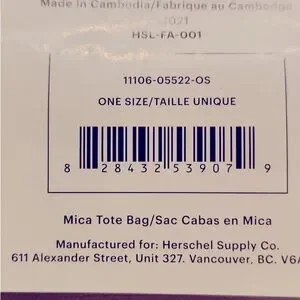 Made in Cambodia/Fabrique au Cambodge
2021
HSL-FA-001
11106-05522-OS
ONE SIZE/TAILLE UNIQUE
8 28432 53907 9
Mica Tote Bag/Sac Cabas en Mica
Manufactured for: Herschel Supply Co.
611 Alexander Street, Unit 327. Vancouver, BC. V6A